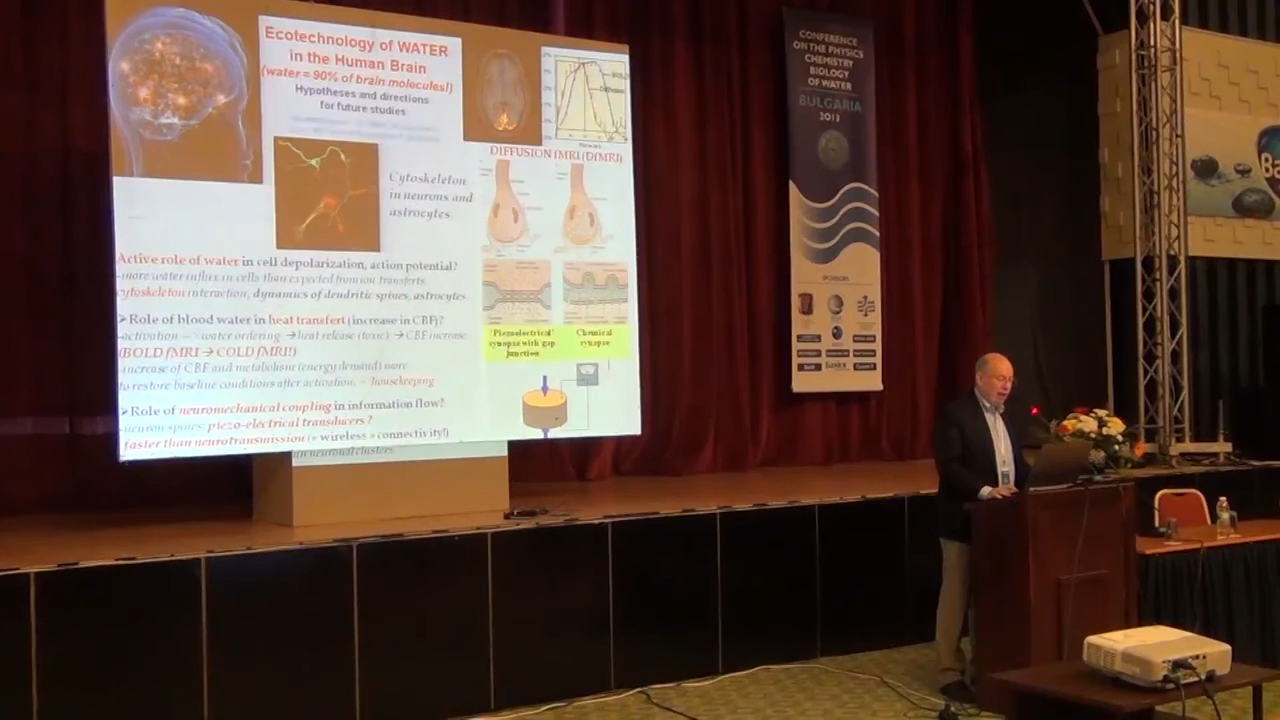 Ecotechnology of WATER
in the Human Brain
(water = 90% of brain molecules!)
Hypotheses and directions
for future studies
DIFFUSION fMRI (DfMRI)
Cytoskeleton
in neurons and
astrocytes
Active role of water in cell depolarization, action potential?
-more water influx in cells than expected from ion transferts
cytoskeleton interaction, dynamics of dendritic spines, astrocytes
➤Role of blood water in heat transfert (increase in CBF)?
water ordering → heat release (toxic) → CBF increase
(BOLD fMRI → COLD fMRI!)
-increase of CBF and metabolism (energy demand) more
to restore baseline conditions after activation, ~ housekeeping
➤Role of neuromechanical coupling in information flow?
-neuron spines: piezo-electrical transducers ?
faster than neurotransmission (« wireless » connectivity!)
neuronal clusters.
'Piezoelectrical'
synapse with gap
junction
Chemical
synapse
CONFERENCE
ON THE PHYSICS
CHEMISTRY
BIOLOGY
OF WATER
BULGARIA
2013
SPONSORS
Ba